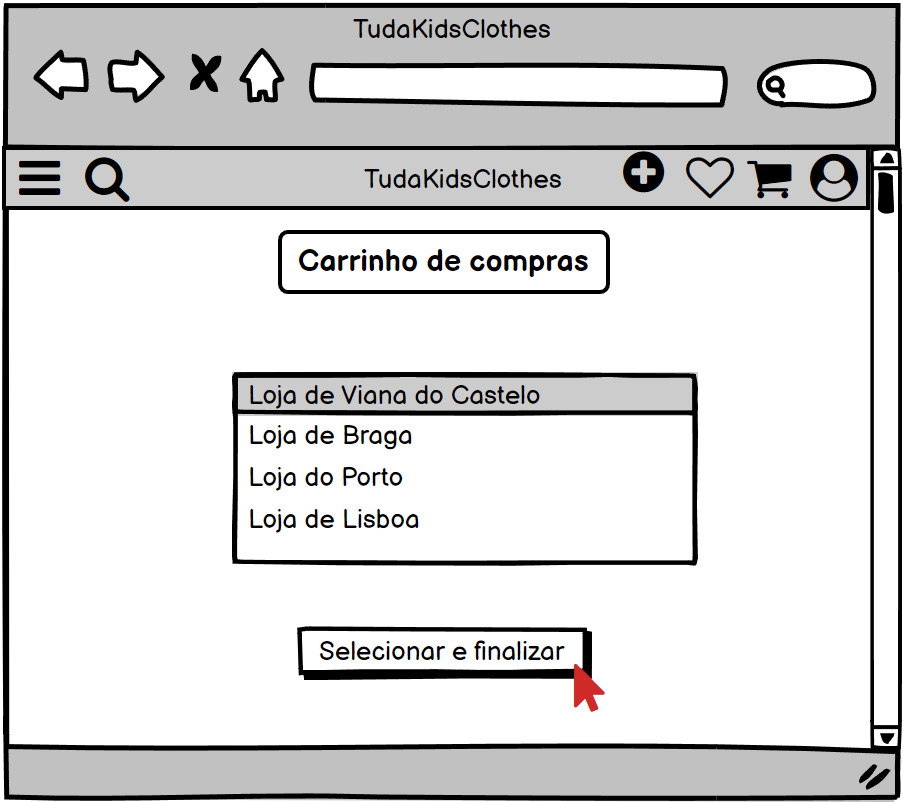 TudaKidsClothes
TudaKidsClothes
Carrinho de compras
Loja de Viana do Castelo
Loja de Braga
Loja do Porto
Loja de Lisboa
Selecionar e finalizar